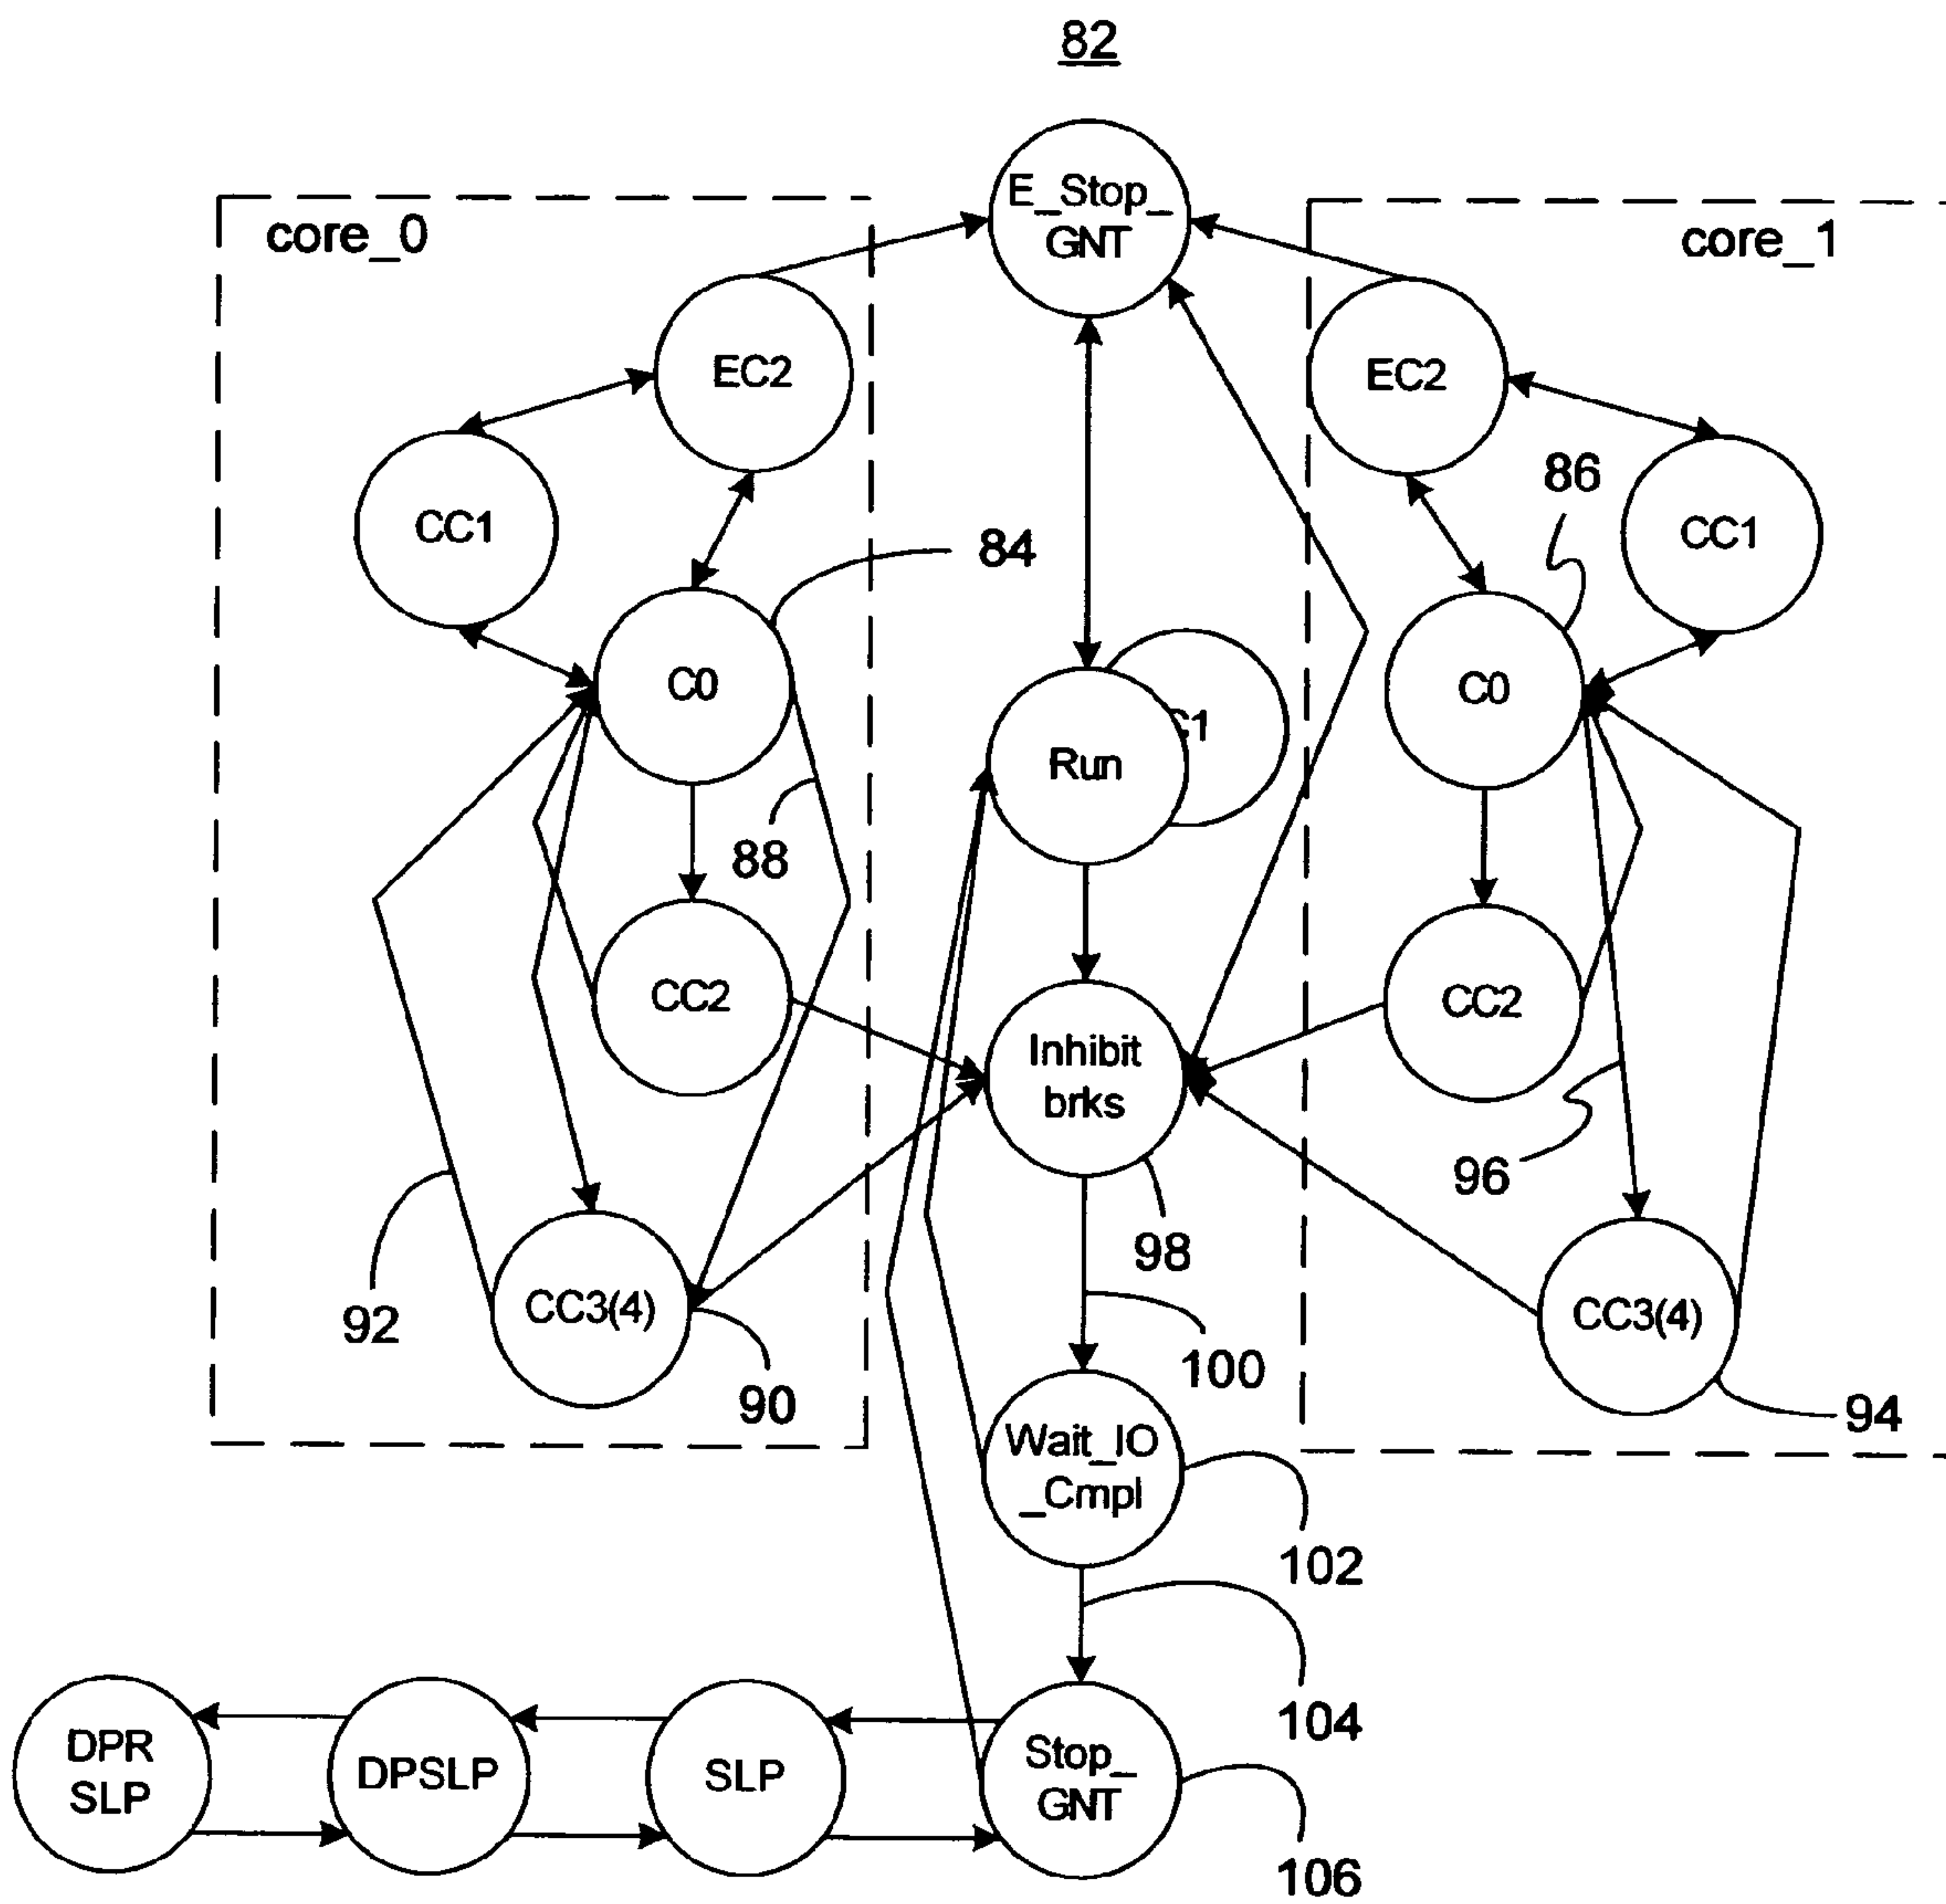 82
E_Stop_
GNT
core_0
core_1
EC2
EC2
86
CC1
CC1
84
C0
C0
Run
88
CC2
CC2
Inhibit
brks
96
98
92
CC3(4)
CC3(4)
100
90
94
Wait_IO
_Cmpl
102
104
DPR
SLP
DPSLP
SLP
Stop_
GNT
106